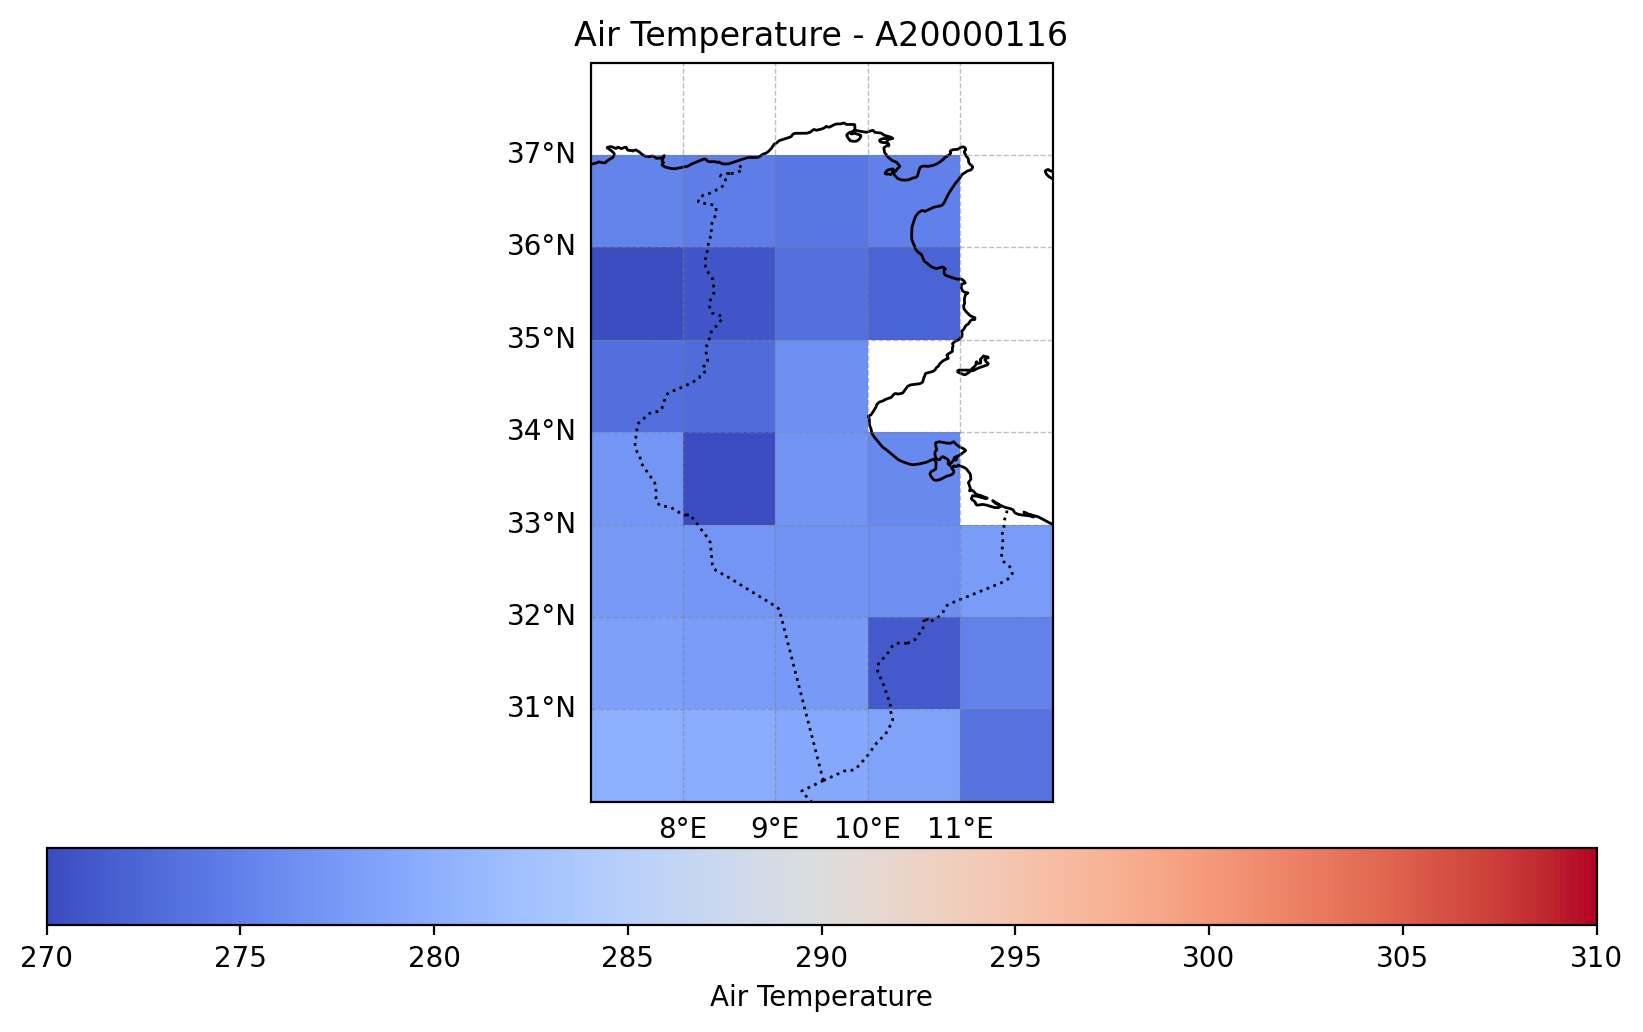 Air Temperature - A20000116
37°N
36°N
35°N
34°N
33°N
32°N
31°N
8°E 9°E 10°E 11°E
270 275 280 285 290 295 300 305 310
Air Temperature